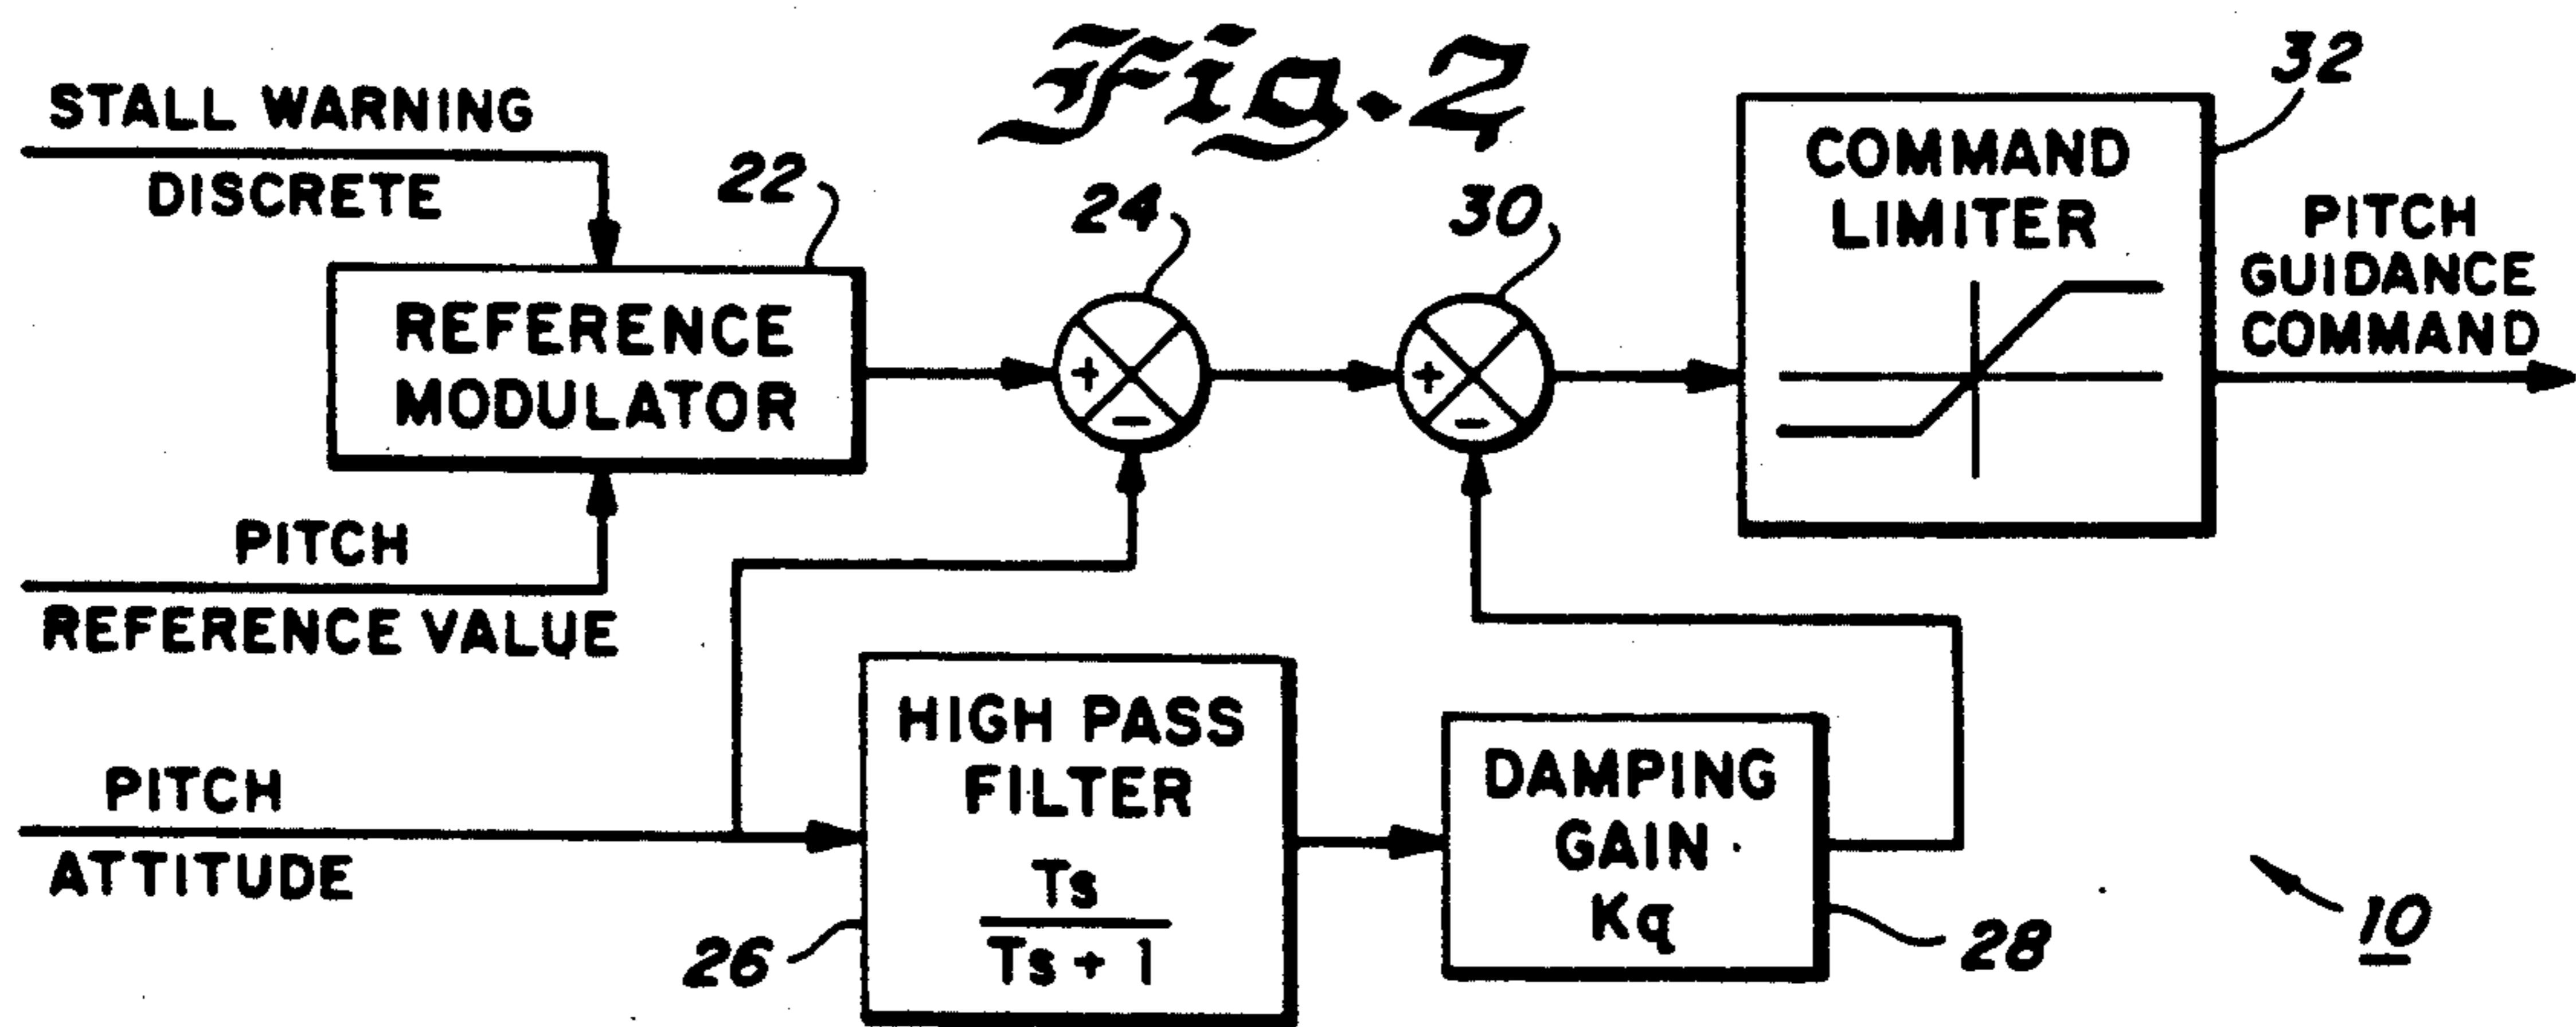 Fig. 2
STALL WARNING
DISCRETE
22
REFERENCE
MODULATOR
PITCH
REFERENCE VALUE
24
+
−
30
+
−
32
COMMAND
LIMITER
PITCH
GUIDANCE
COMMAND
PITCH
ATTITUDE
HIGH PASS
FILTER
Ts
Ts + 1
26
DAMPING
GAIN
Kq
28
10